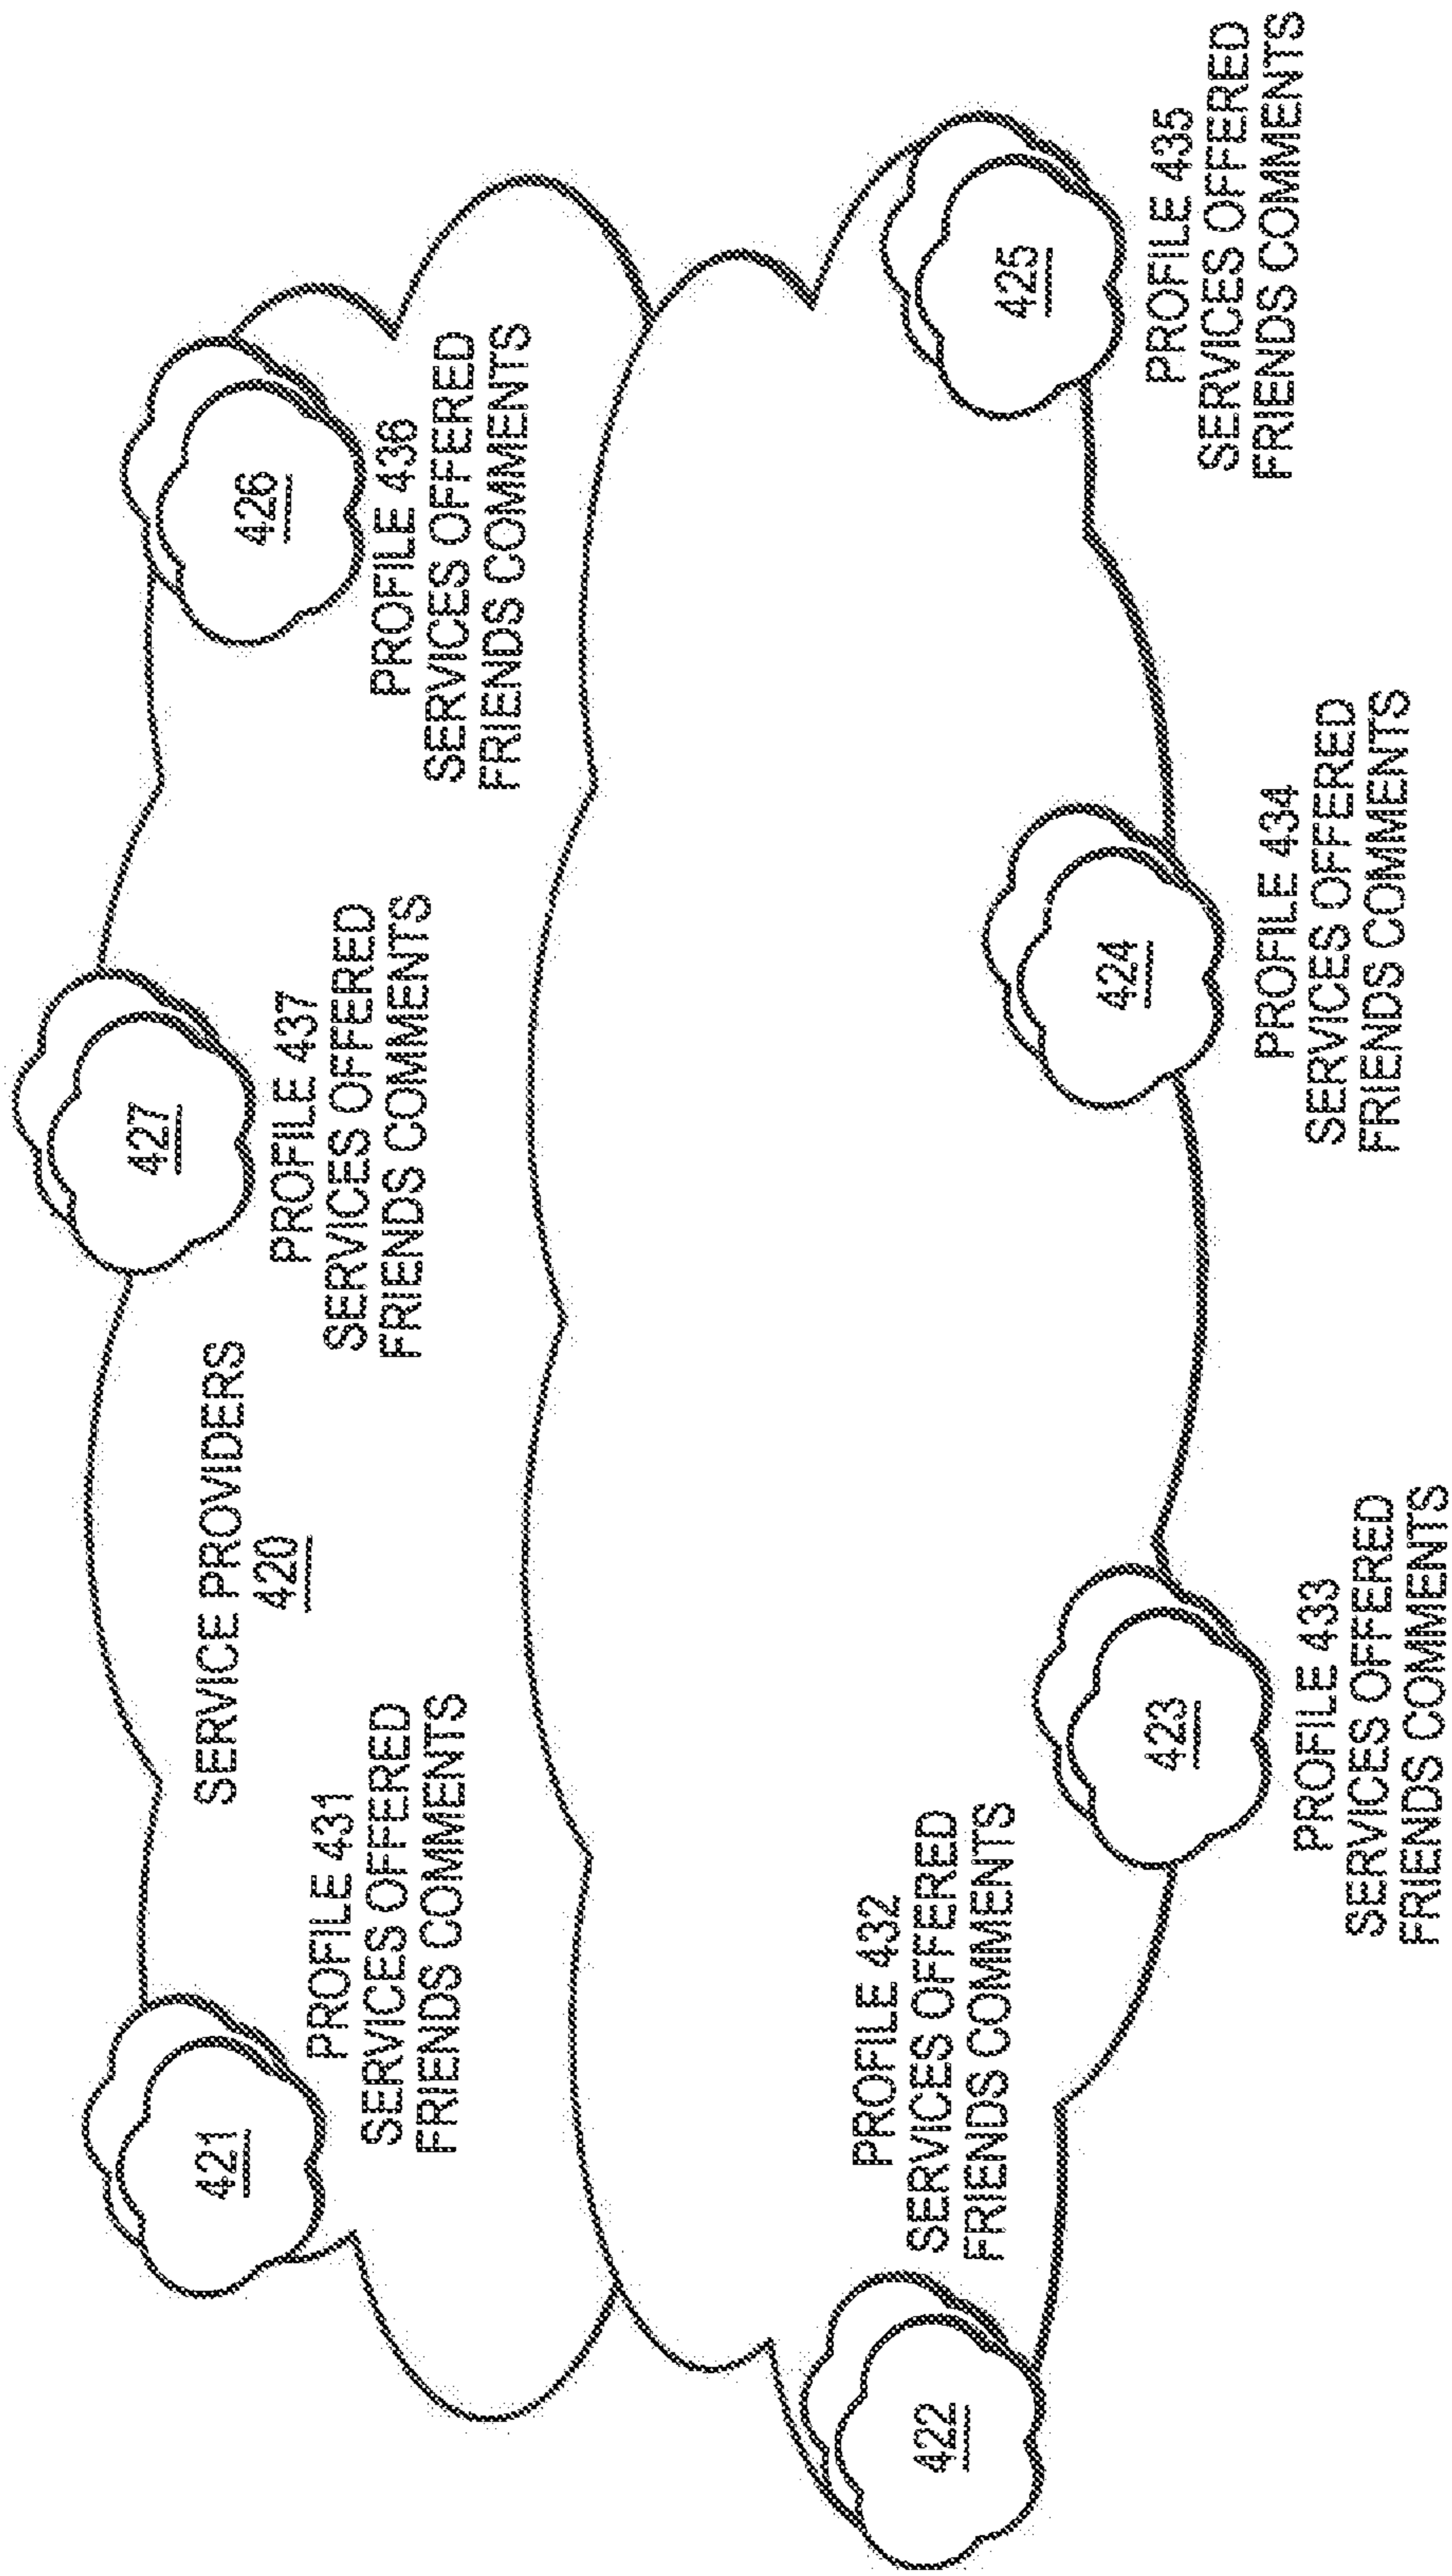 421
PROFILE 431
SERVICES OFFERED
FRIENDS COMMENTS
SERVICE PROVIDERS
420
427
PROFILE 437
SERVICES OFFERED
FRIENDS COMMENTS
426
PROFILE 436
SERVICES OFFERED
FRIENDS COMMENTS
422
PROFILE 432
SERVICES OFFERED
FRIENDS COMMENTS
423
PROFILE 433
SERVICES OFFERED
FRIENDS COMMENTS
424
PROFILE 434
SERVICES OFFERED
FRIENDS COMMENTS
425
PROFILE 435
SERVICES OFFERED
FRIENDS COMMENTS